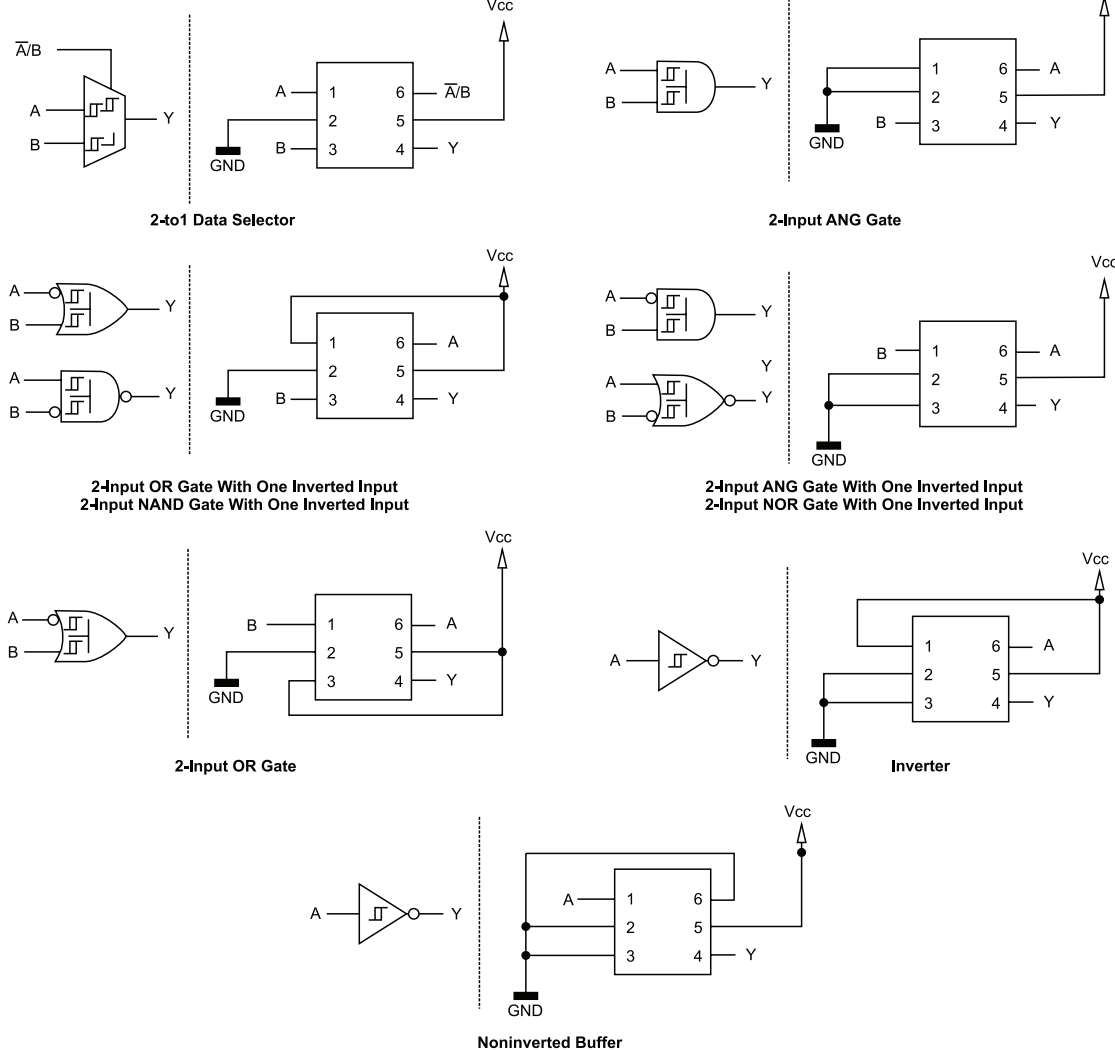 Vcc
A/B
A
B
Y
A 1 6 A/B
2 5
B 3 4 Y
GND
2-to1 Data Selector
A
B
Y
1 6 A
2 5
B 3 4 Y
GND
2-Input ANG Gate
A
B
Y
A
B
Y
Vcc
1 6 A
2 5
B 3 4 Y
GND
2-Input OR Gate With One Inverted Input
2-Input NAND Gate With One Inverted Input
A
B
Y
Y
A
B
Y
Vcc
B 1 6 A
2 5
3 4 Y
GND
2-Input ANG Gate With One Inverted Input
2-Input NOR Gate With One Inverted Input
A
B
Y
Vcc
B 1 6 A
2 5
3 4 Y
GND
2-Input OR Gate
A Y
Vcc
1 6 A
2 5
3 4 Y
GND
Inverter
A Y
Vcc
A 1 6
2 5
3 4 Y
GND
Noninverted Buffer